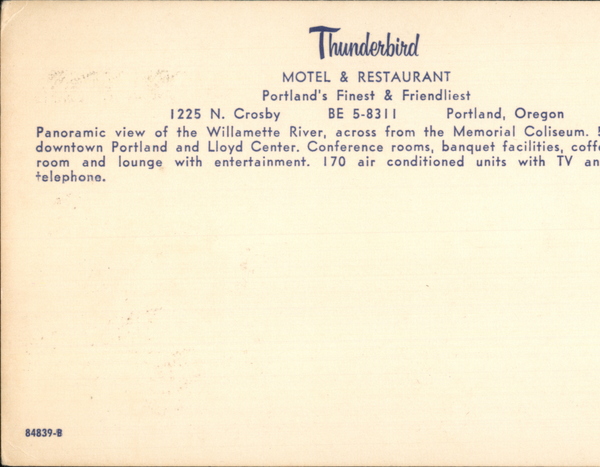 Thunderbird
MOTEL & RESTAURANT
Portland's Finest & Friendliest
1225 N. Crosby BE 5-8311 Portland, Oregon
Panoramic view of the Willamette River, across from the Memorial Coliseum.
downtown Portland and Lloyd Center. Conference rooms, banquet facilities, coff
room and lounge with entertainment. 170 air conditioned units with TV an
telephone.
84839-B